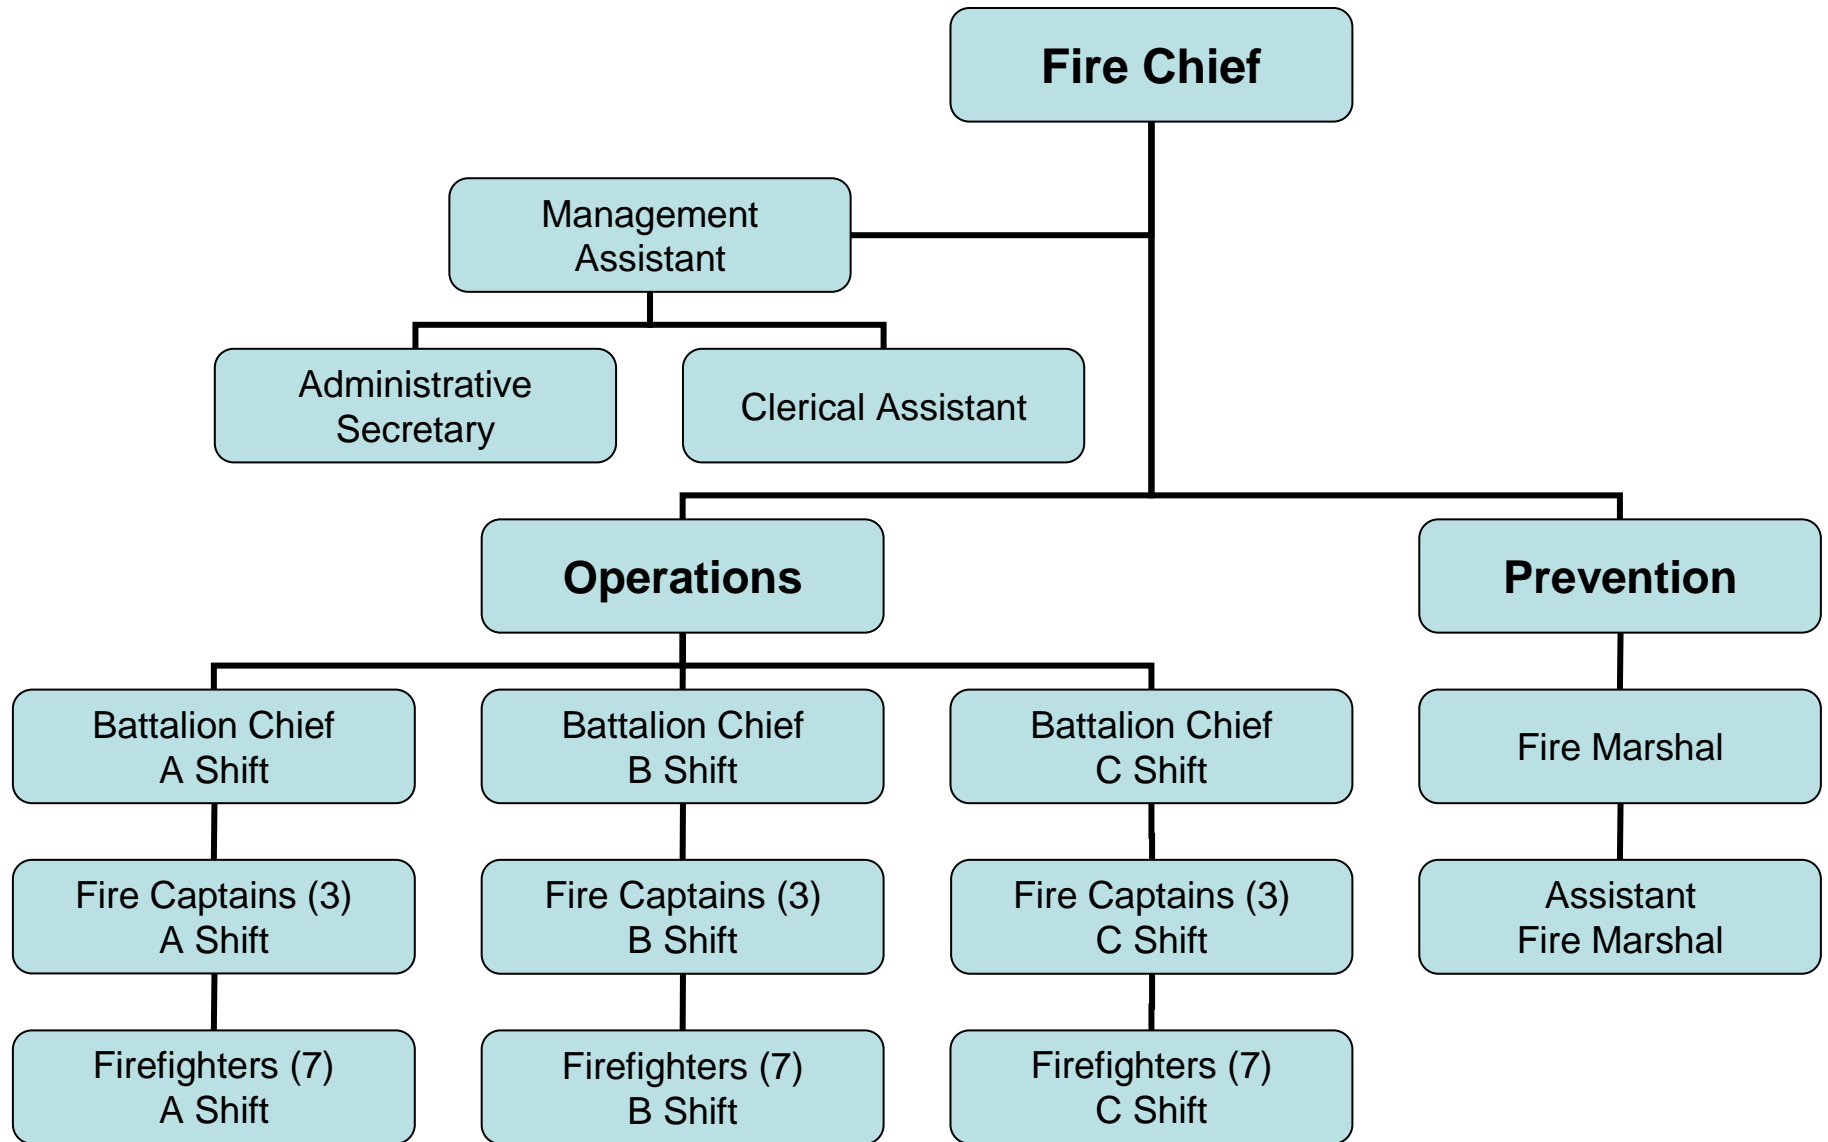 Fire Chief
Management
Assistant
Administrative
Secretary
Clerical Assistant
Operations
Prevention
Battalion Chief
A Shift
Battalion Chief
B Shift
Battalion Chief
C Shift
Fire Marshal
Fire Captains (3)
A Shift
Fire Captains (3)
B Shift
Fire Captains (3)
C Shift
Assistant
Fire Marshal
Firefighters (7)
A Shift
Firefighters (7)
B Shift
Firefighters (7)
C Shift